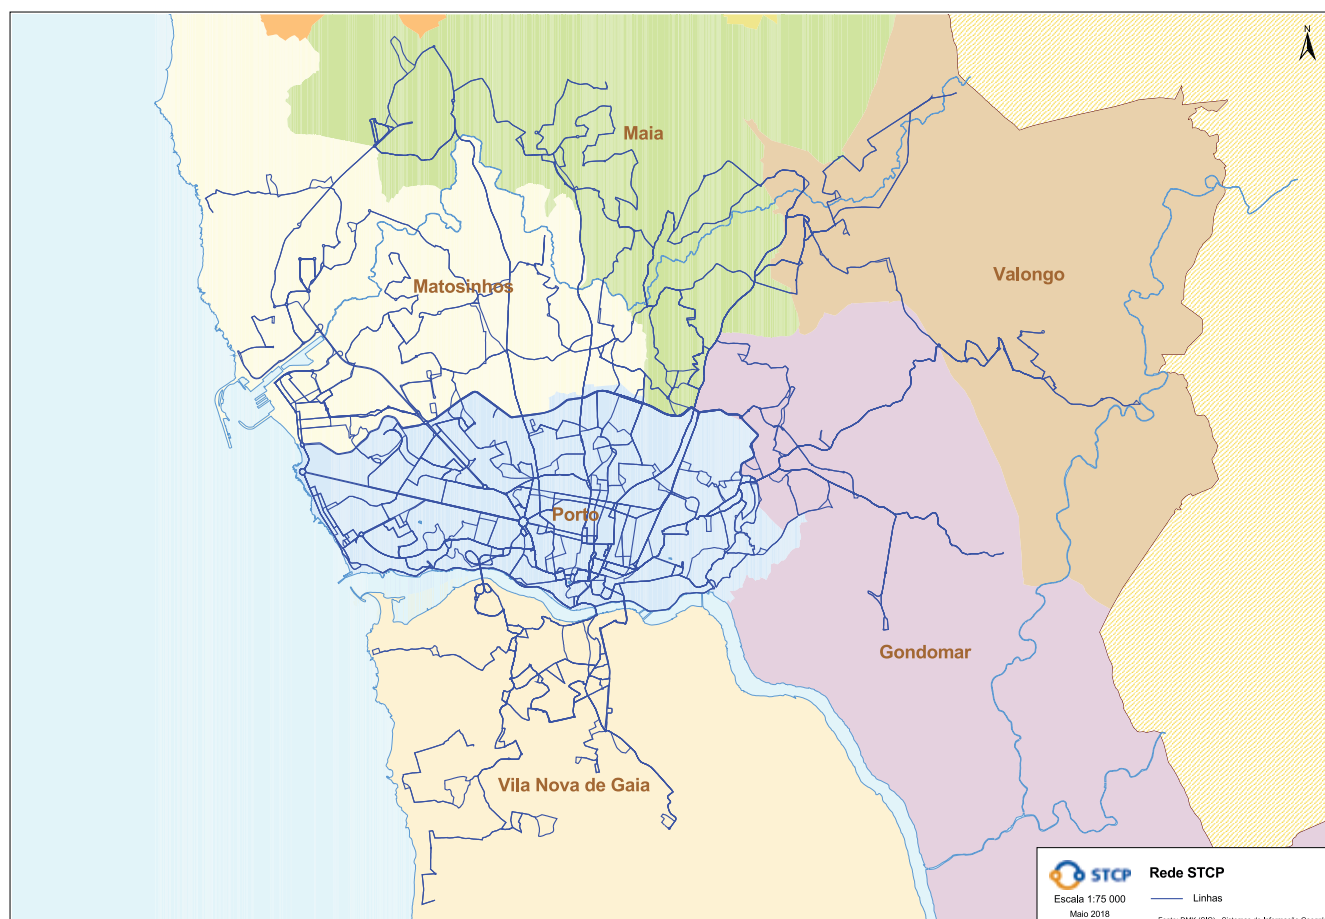 N
Maia
Valongo
Matosinhos
Porto
Gondomar
Vila Nova de Gaia
STCP
Rede STCP
Escala 1:75 000
Linhas
Maio 2018